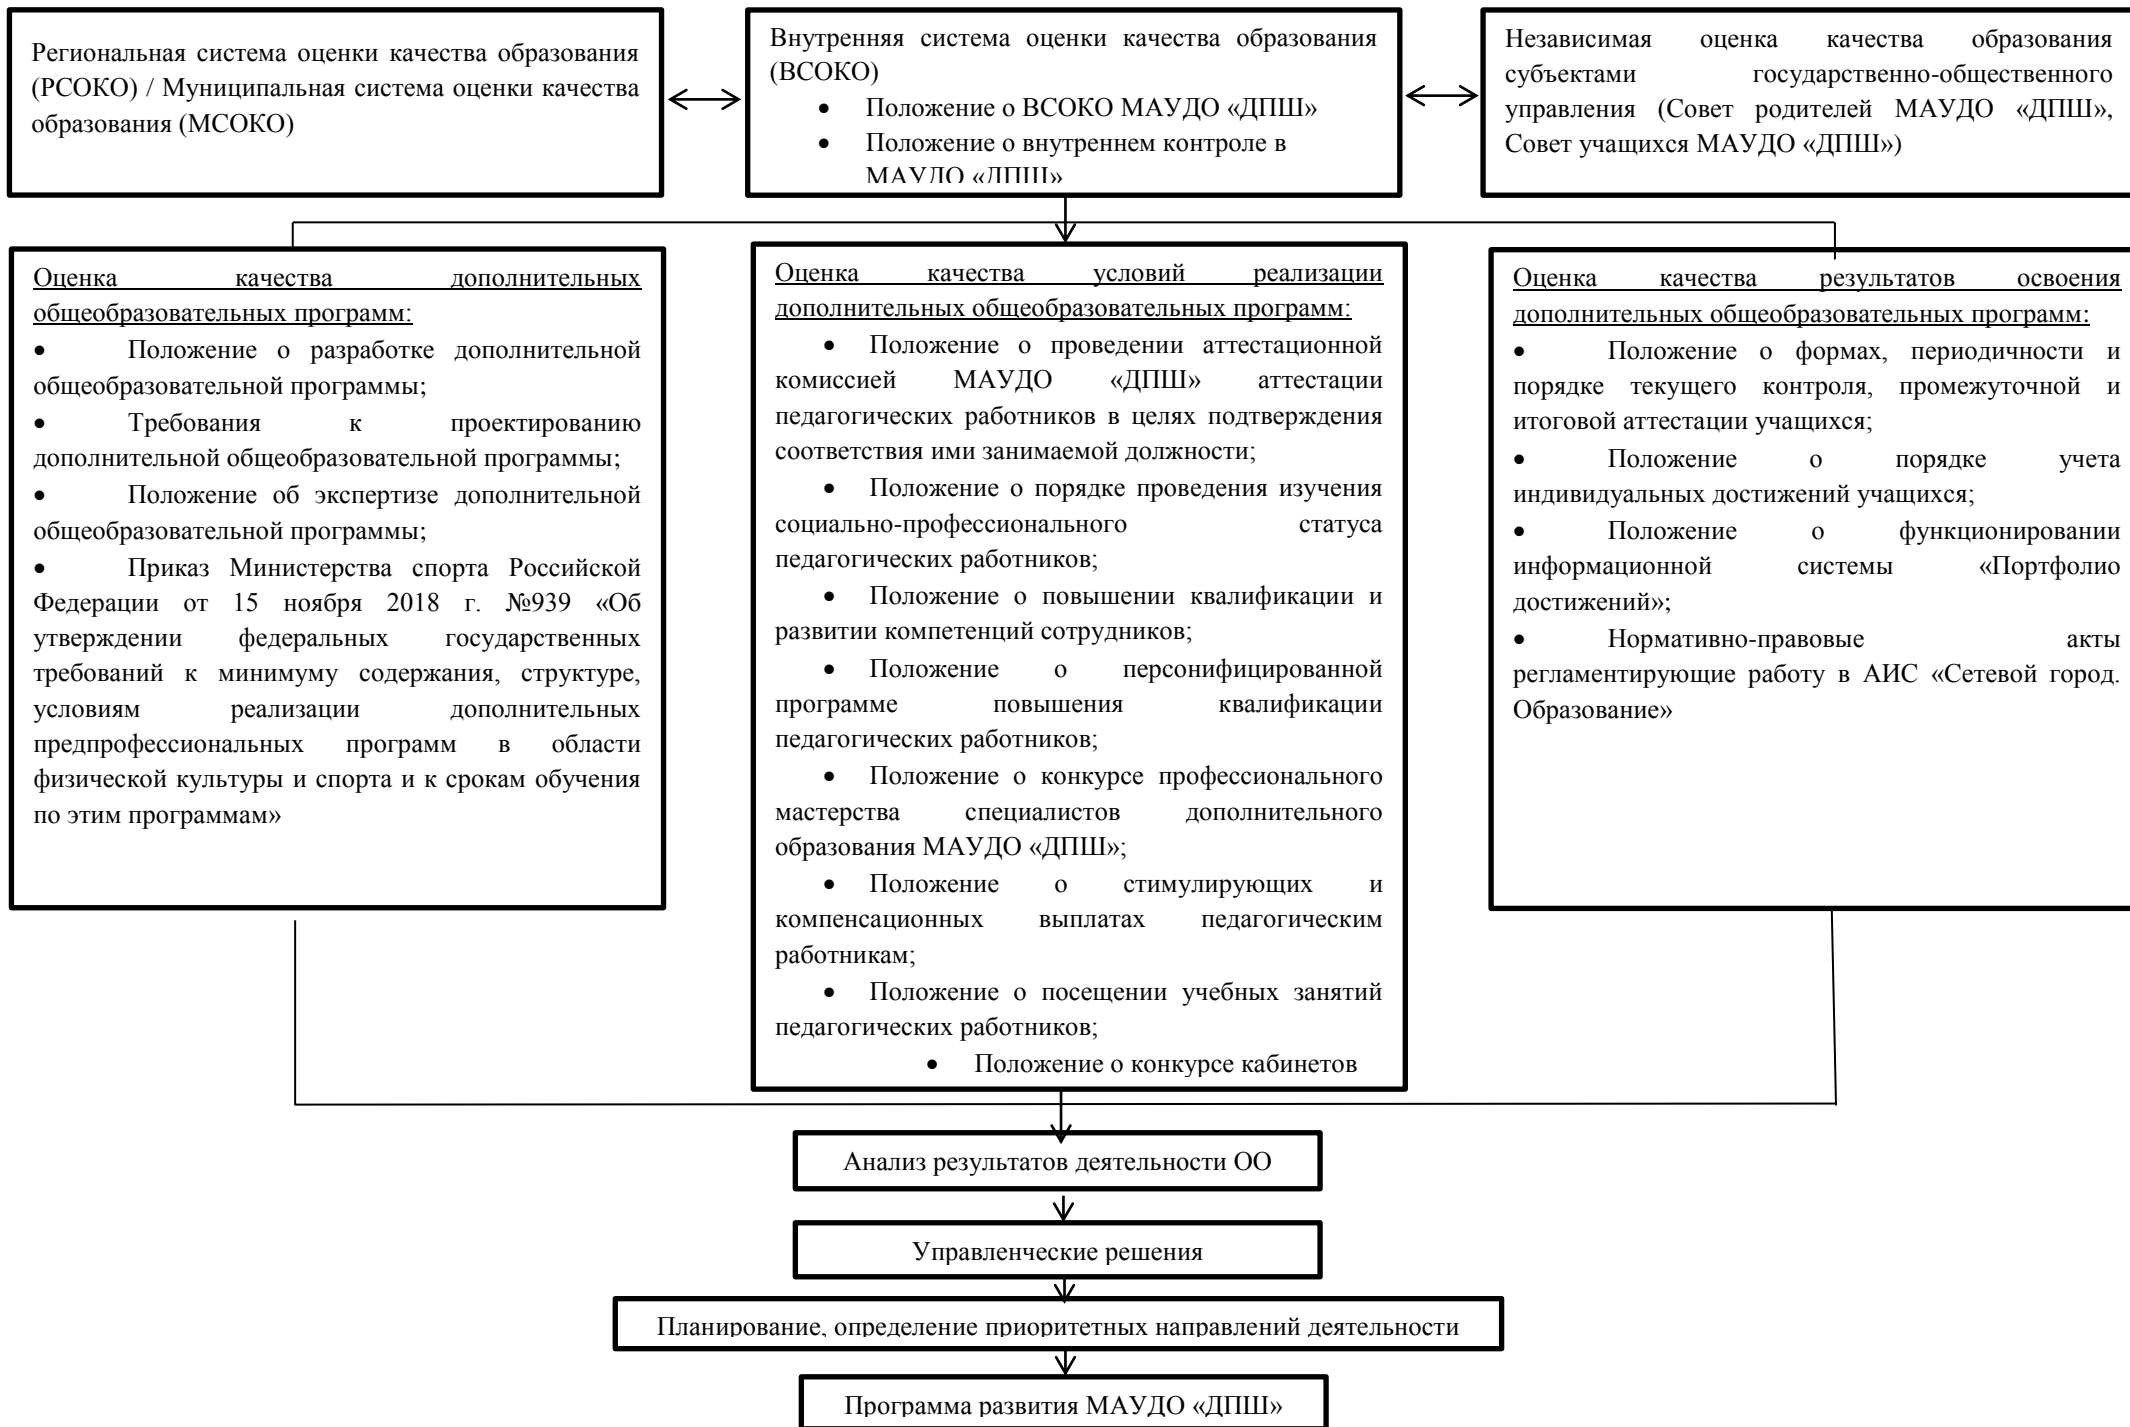 Региональная система оценки качества образования
(РСОКО) / Муниципальная система оценки качества
образования (МСОКО)
Внутренняя система оценки качества образования
(ВСОКО)
• Положение о ВСОКО МАУДО «ДПШ»
• Положение о внутреннем контроле в
МАУДО «ДПШ»
Независимая оценка качества образования
субъектами государственно-общественного
управления (Совет родителей МАУДО «ДПШ»,
Совет учащихся МАУДО «ДПШ»)
Оценка качества дополнительных
общеобразовательных программ:
• Положение о разработке дополнительной
общеобразовательной программы;
• Требования к проектированию
дополнительной общеобразовательной программы;
• Положение об экспертизе дополнительной
общеобразовательной программы;
• Приказ Министерства спорта Российской
Федерации от 15 ноября 2018 г. №939 «Об
утверждении федеральных государственных
требований к минимуму содержания, структуре,
условиям реализации дополнительных
предпрофессиональных программ в области
физической культуры и спорта и к срокам обучения
по этим программам»
Оценка качества условий реализации
дополнительных общеобразовательных программ:
• Положение о проведении аттестационной
комиссией МАУДО «ДПШ» аттестации
педагогических работников в целях подтверждения
соответствия ими занимаемой должности;
• Положение о порядке проведения изучения
социально-профессионального статуса
педагогических работников;
• Положение о повышении квалификации и
развитии компетенций сотрудников;
• Положение о персонифицированной
программе повышения квалификации
педагогических работников;
• Положение о конкурсе профессионального
мастерства специалистов дополнительного
образования МАУДО «ДПШ»;
• Положение о стимулирующих и
компенсационных выплатах педагогическим
работникам;
• Положение о посещении учебных занятий
педагогических работников;
• Положение о конкурсе кабинетов
Оценка качества результатов освоения
дополнительных общеобразовательных программ:
• Положение о формах, периодичности и
порядке текущего контроля, промежуточной и
итоговой аттестации учащихся;
• Положение о порядке учета
индивидуальных достижений учащихся;
• Положение о функционировании
информационной системы «Портфолио
достижений»;
• Нормативно-правовые акты
регламентирующие работу в АИС «Сетевой город.
Образование»
Анализ результатов деятельности ОО
Управленческие решения
Планирование, определение приоритетных направлений деятельности
Программа развития МАУДО «ДПШ»